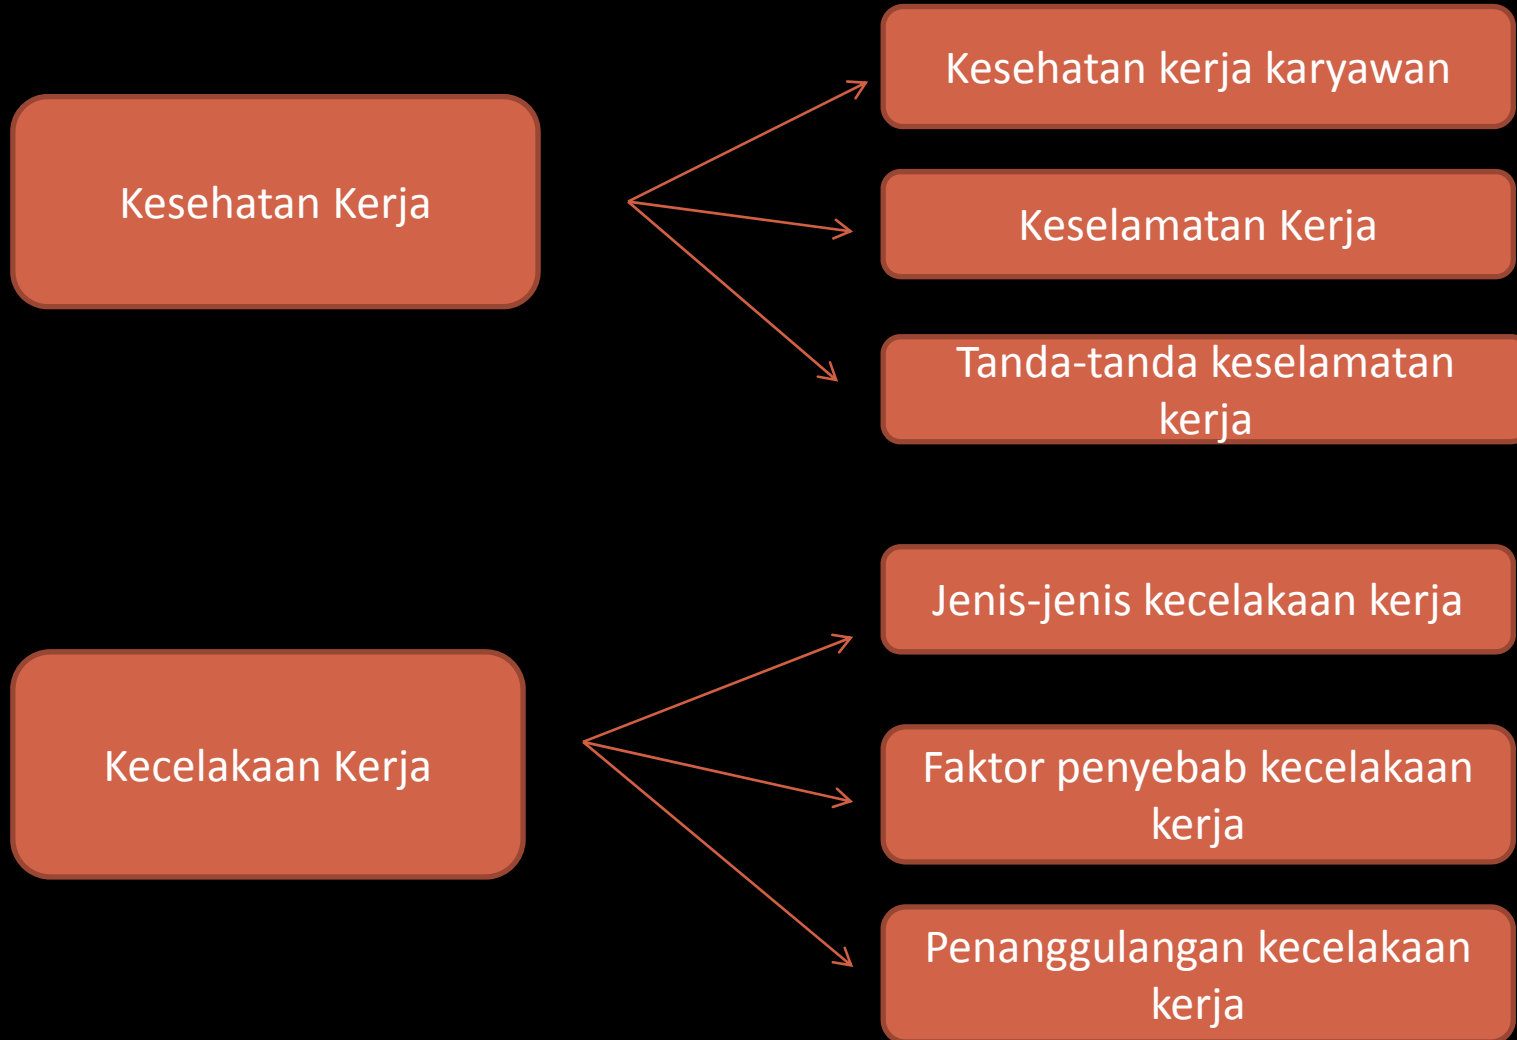 Kesehatan Kerja
Kesehatan kerja karyawan
Keselamatan Kerja
Tanda-tanda keselamatan
kerja
Kecelakaan Kerja
Jenis-jenis kecelakaan kerja
Faktor penyebab kecelakaan
kerja
Penanggulangan kecelakaan
kerja